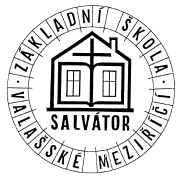 ZÁKLADNÍ ŠKOLA
SALVÁTOR
VALAŠSKÉ MEZIŘÍČÍ